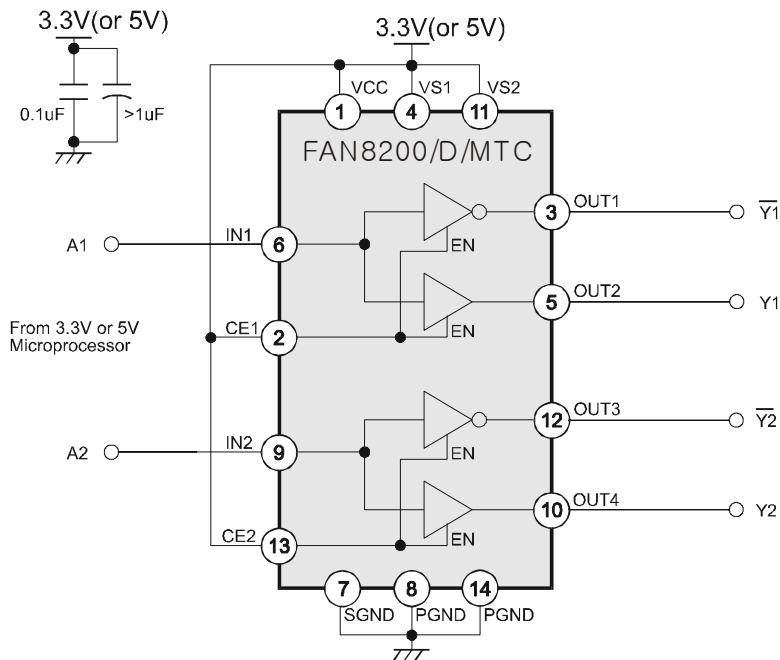 3.3V(or 5V)
3.3V(or 5V)
0.1uF
>1uF
VCC
VS1
VS2
1
4
11
FAN8200/D/MTC
A1
IN1
6
EN
3
OUT1
Y̅1̅
EN
5
OUT2
Y1
From 3.3V or 5V
Microprocessor
CE1
2
A2
IN2
9
EN
12
OUT3
Y̅2̅
EN
10
OUT4
Y2
CE2
13
7
8
14
SGND
PGND
PGND